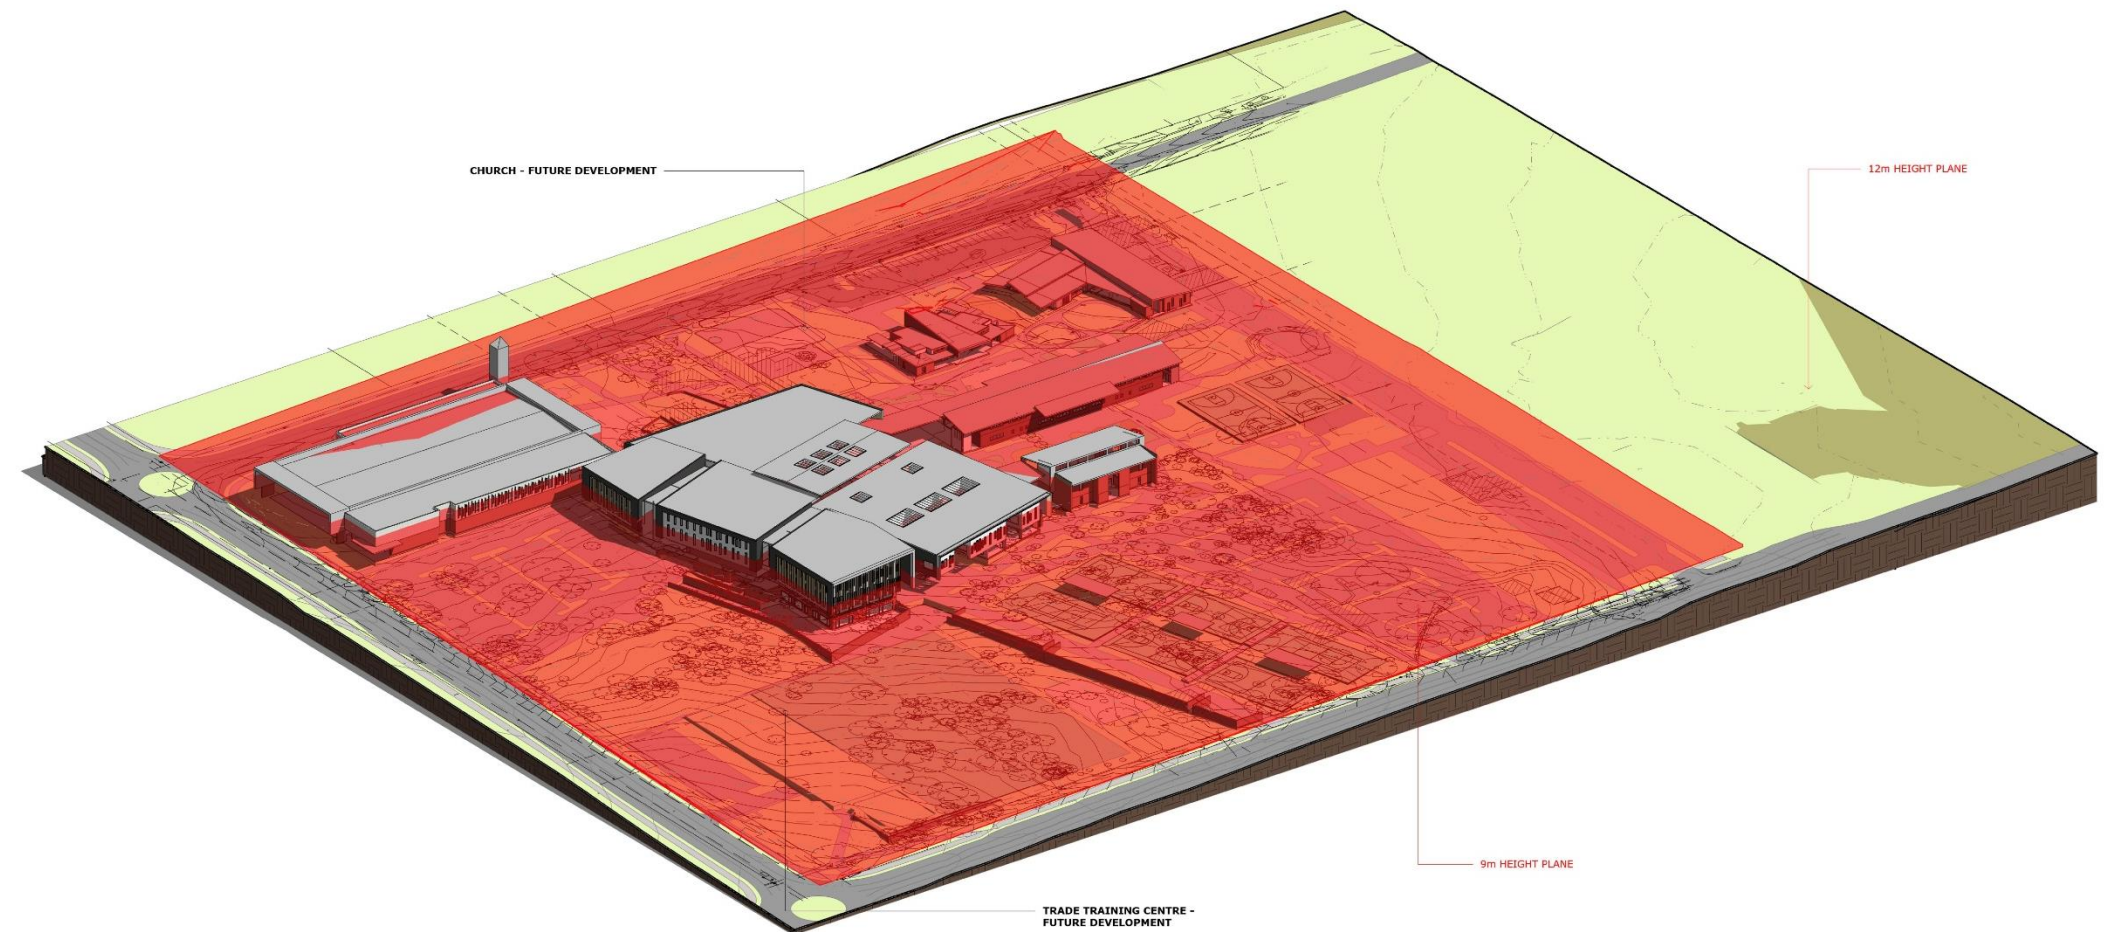 CHURCH - FUTURE DEVELOPMENT
12m HEIGHT PLANE
9m HEIGHT PLANE
TRADE TRAINING CENTRE -
FUTURE DEVELOPMENT